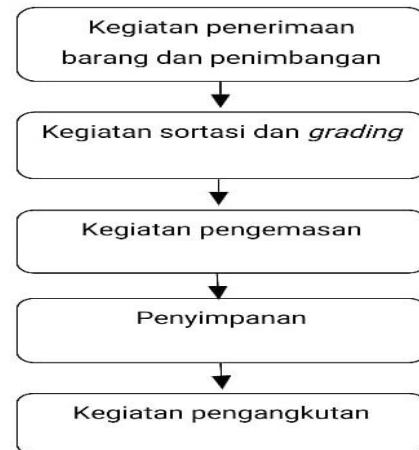 Kegiatan penerimaan
barang dan penimbangan
Kegiatan sortasi dan grading
Kegiatan pengemasan
Penyimpanan
Kegiatan pengangkutan